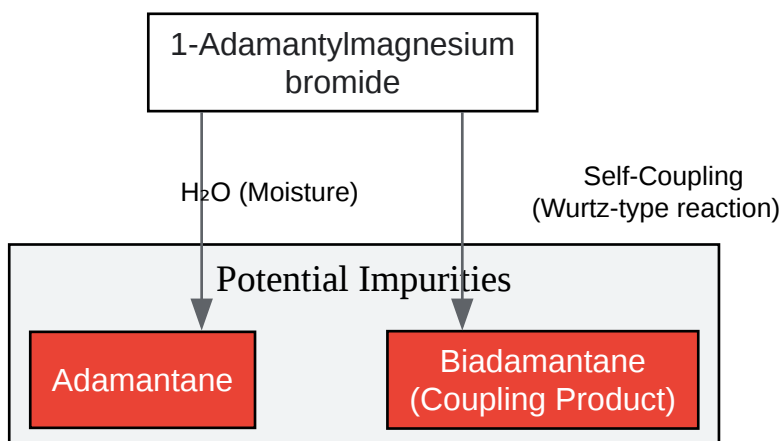 1-Adamantylmagnesium
bromide
H₂O (Moisture)
Self-Coupling
(Wurtz-type reaction)
Potential Impurities
Adamantane
Biadamantane
(Coupling Product)